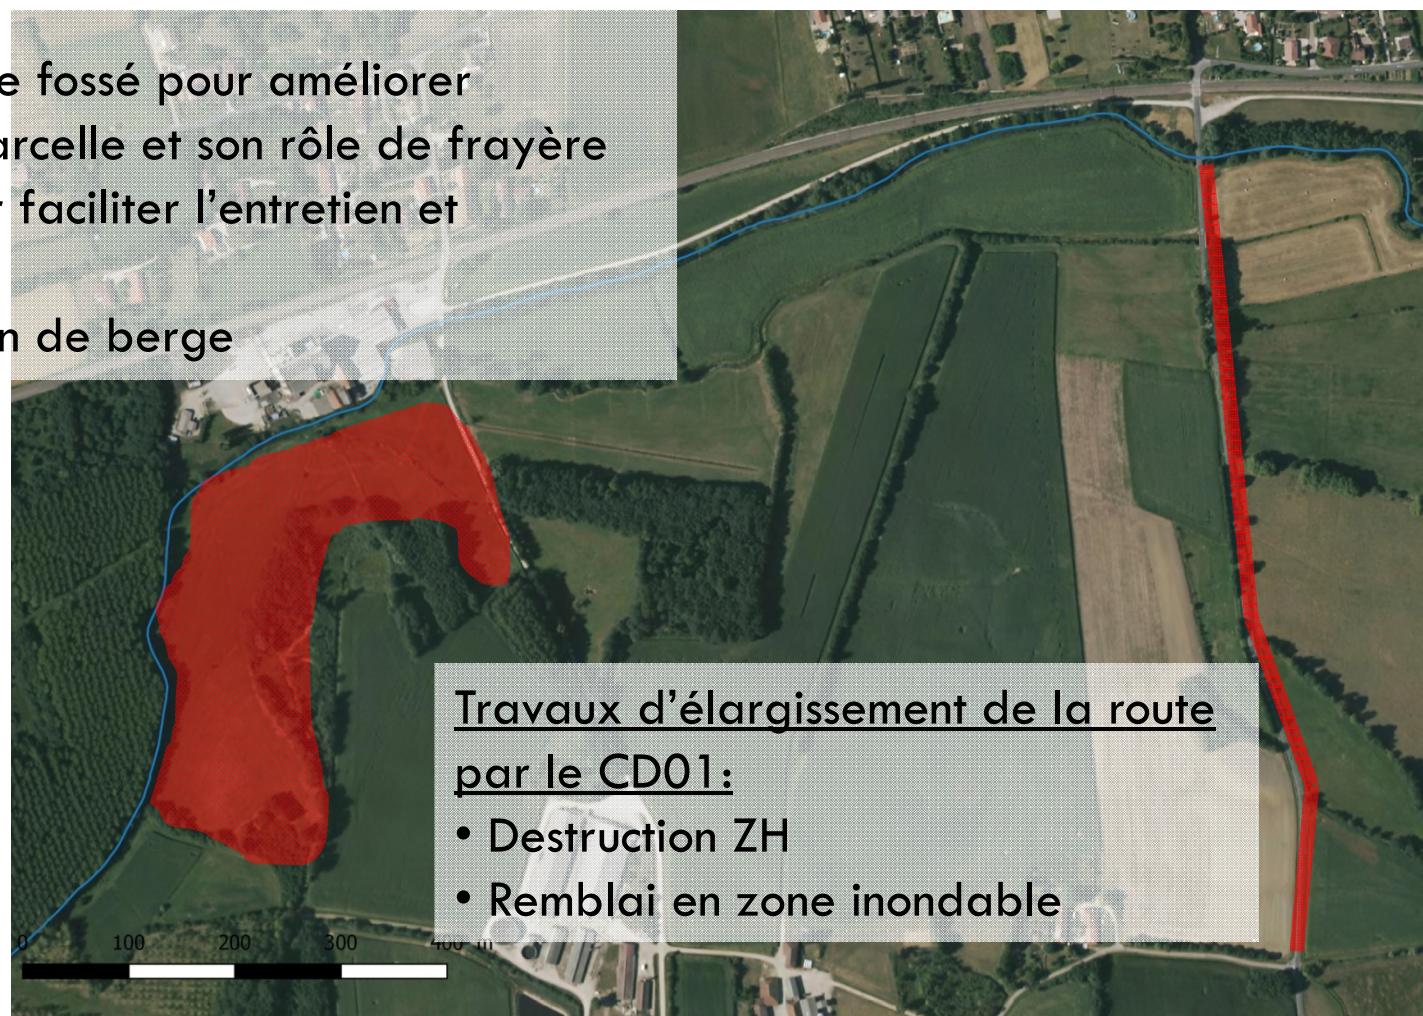 e fossé pour améliorer
arcelle et son rôle de frayère
r faciliter l'entretien et
n de berge
Travaux d'élargissement de la route
par le CD01:
• Destruction ZH
• Remblai en zone inondable
0 100 200 300 400 m